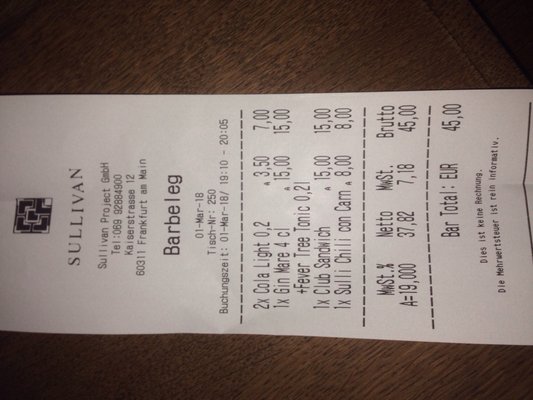 SULLIVAN
Sullivan Project GmbH
Tel:069 92884900
Kaiserstrasse 12
60311 Frankfurt am Main
Barbeleg
01-Mar-18
Tisch-Nr: 250
Buchungszeit: 01-Mar-18/ 19:10 - 20:05
2x Cola Light 0,2 A 3,50 7,00
1x Gin Mare 4 cl A 15,00 15,00
+Fever Tree Tonic 0,2l
1x Club Sandwich A 15,00 15,00
1x Sulli Chili con Carn A 8,00 8,00
MwSt.% Netto MwSt. Brutto
A=19,000 37,82 7,18 45,00
Bar Total: EUR 45,00
Dies ist keine Rechnung.
Die Mehrwertsteuer ist rein informativ.